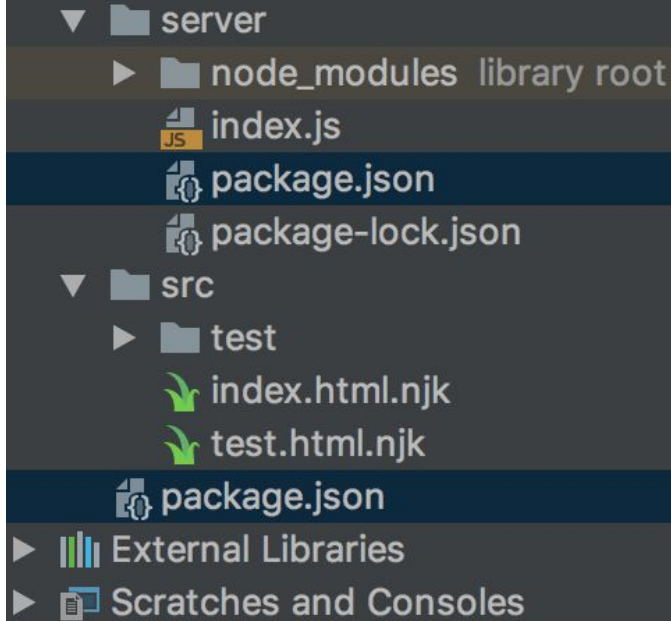 server
node_modules library root
JS index.js
package.json
package-lock.json
src
test
index.html.njk
test.html.njk
package.json
External Libraries
Scratches and Consoles